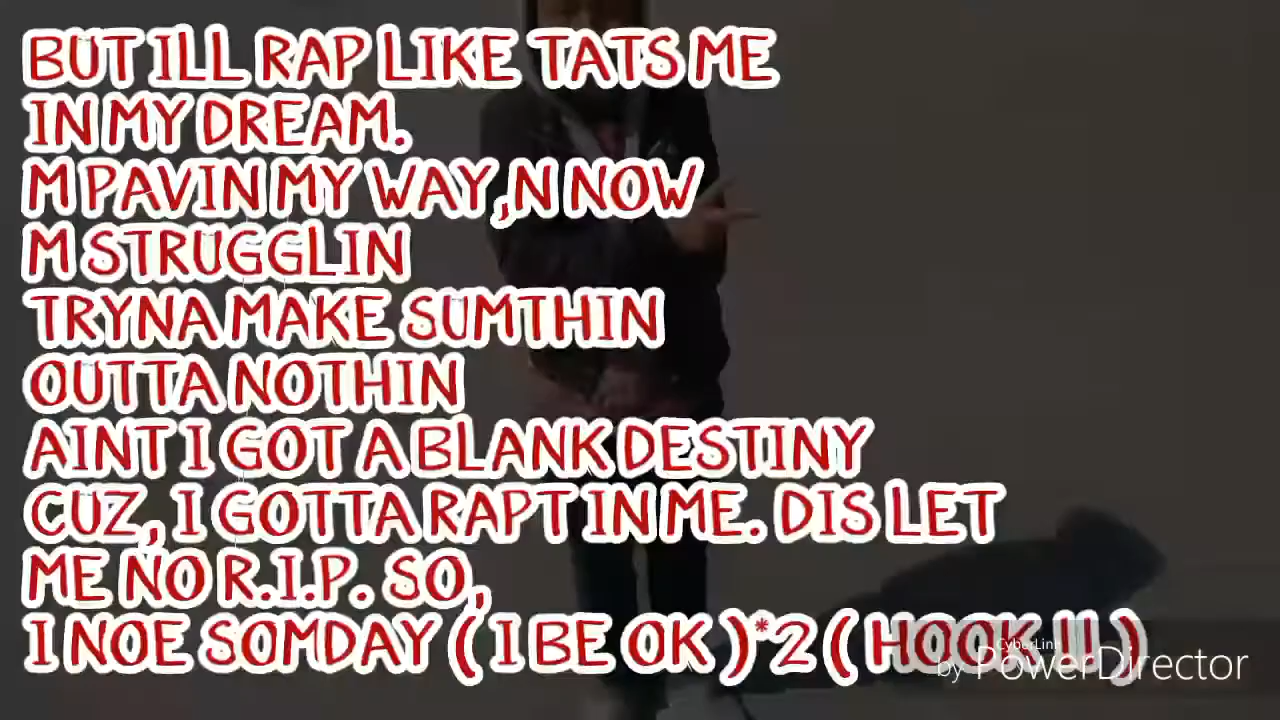 BUT ILL RAP LIKE TATS ME
IN MY DREAM.
M PAVIN MY WAY,N NOW
M STRUGGLIN
TRYNA MAKE SUMTHIN
OUTTA NOTHIN
AINT I GOT A BLANK DESTINY
CUZ, I GOTTA RAPT IN ME. DIS LET
ME NO R.I.P. SO,
I NOE SOMDAY ( I BE OK )*2 ( HOOK || )
CyberLink
by PowerDirector